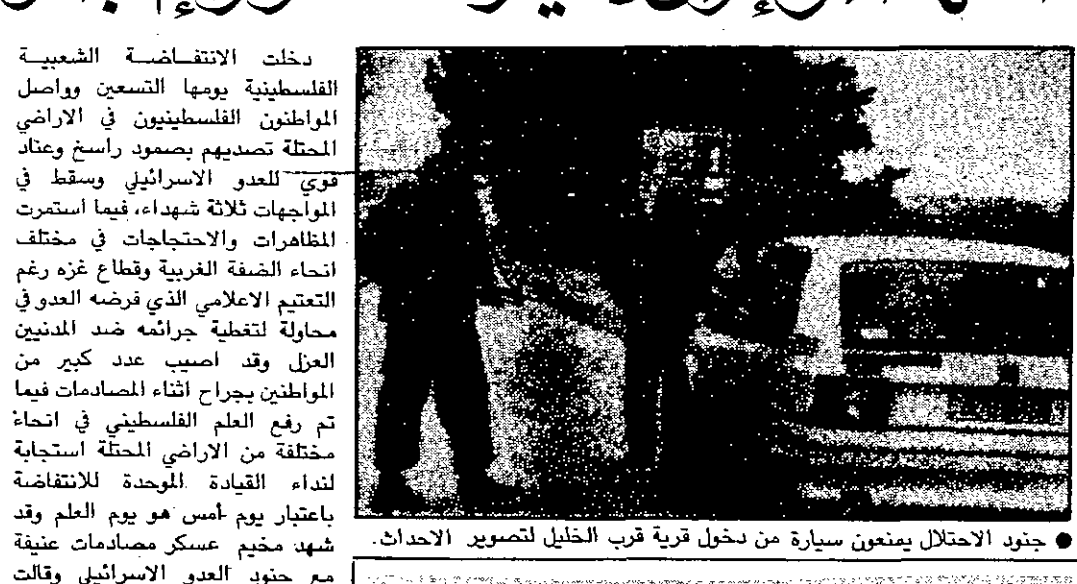 دخلت الانتفاضة الشعبية
الفلسطينية يومها التسعين وواصل
المواطنون الفلسطينيون في الاراضي
المحتلة تصديهم بصمود راسخ وعناد
قوي للعدو الاسرائيلي وسقط في
المواجهات ثلاثة شهداء، فيما استمرت
المظاهرات والاحتجاجات في مختلف
انحاء الضفة الغربية وقطاع غزه رغم
التعتيم الاعلامي الذي فرضه العدو في
محاولة لتغطية جرائمه ضد المدنيين
العزل وقد اصيب عدد كبير من
المواطنين بجراح اثناء المصادمات فيما
تم رفع العلم الفلسطيني في انحاء
مختلفة من الاراضي المحتلة استجابة
لنداء القيادة الموحدة للانتفاضة
باعتبار يوم أمس هو يوم العلم وقد
شهد مخيم عسكر مصادمات عنيفة
مع جنود العدو الاسرائيلي وقالت
● جنود الاحتلال يمنعون سيارة من دخول قرية قرب الخليل لتصوير الاحداث.